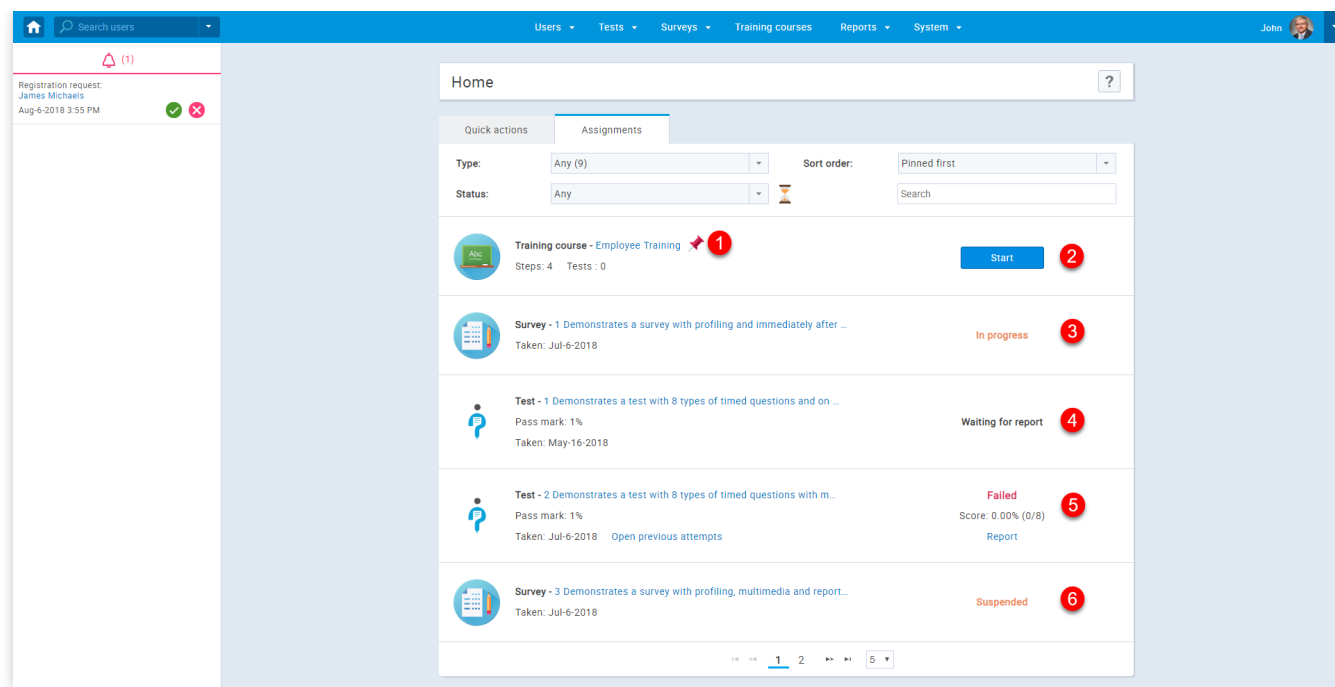 Search users
Users Tests Surveys Training courses Reports System
John
(1)
Registration request:
James Michaels
Aug-6-2018 3:55 PM
Home
?
Quick actions Assignments
Type: Any (9) Sort order: Pinned first
Status: Any Search
Abc
Training course - Employee Training 1
Steps: 4 Tests : 0
Start 2
Survey - 1 Demonstrates a survey with profiling and immediately after ...
Taken: Jul-6-2018
In progress 3
Test - 1 Demonstrates a test with 8 types of timed questions and on ...
Pass mark: 1%
Taken: May-16-2018
Waiting for report 4
Test - 2 Demonstrates a test with 8 types of timed questions with m...
Pass mark: 1%
Taken: Jul-6-2018 Open previous attempts
Failed
Score: 0.00% (0/8)
Report
5
Survey - 3 Demonstrates a survey with profiling, multimedia and report...
Taken: Jul-6-2018
Suspended 6
1 2 5